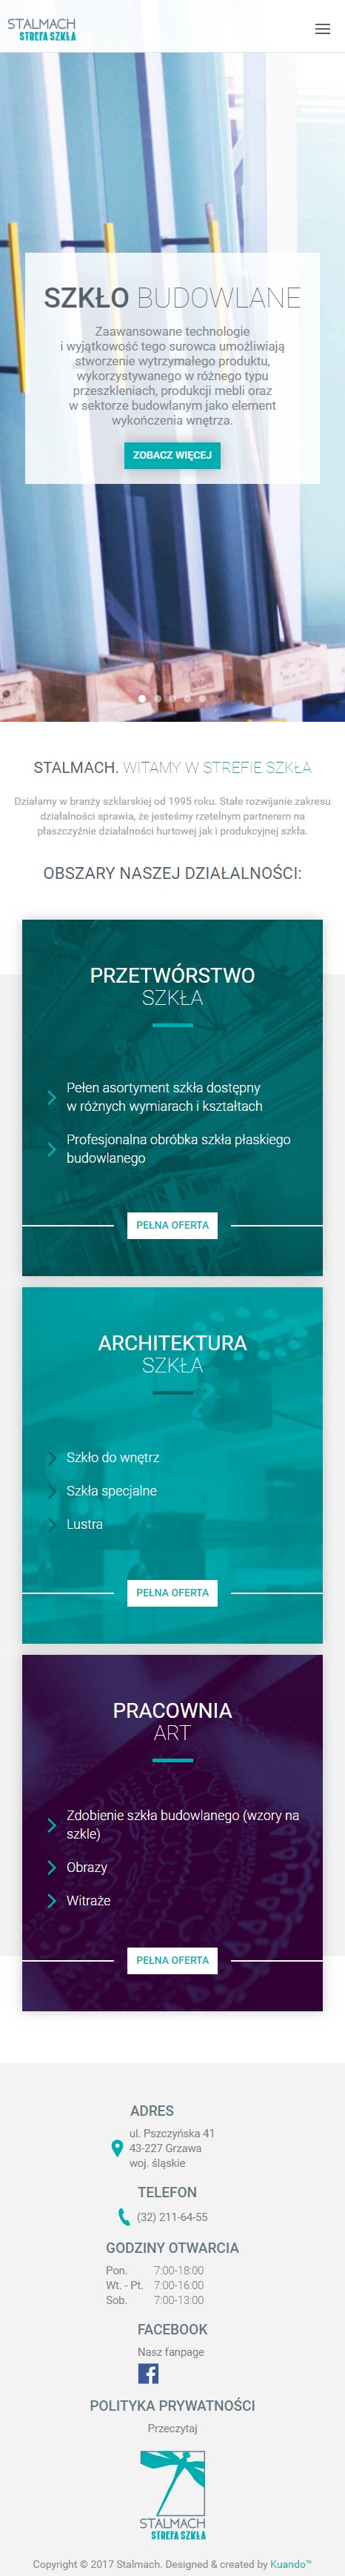 STALMACH
STREFA SZKŁA
SZKŁO BUDOWLANE
Zaawansowane technologie
i wyjątkowość tego surowca umożliwiają
stworzenie wytrzymałego produktu,
wykorzystywanego w różnego typu
przeszkleniach, produkcji mebli oraz
w sektorze budowlanym jako element
wykończenia wnętrza.
ZOBACZ WIĘCEJ
STALMACH. WITAMY W STREFIE SZKŁA
Działamy w branży szklarskiej od 1995 roku. Stałe rozwijanie zakresu
działalności sprawia, że jesteśmy rzetelnym partnerem na
płaszczyźnie działalności hurtowej jak i produkcyjnej szkła.
OBSZARY NASZEJ DZIAŁALNOŚCI:
PRZETWÓRSTWO
SZKŁA
Pełen asortyment szkła dostępny
w różnych wymiarach i kształtach
Profesjonalna obróbka szkła płaskiego
budowlanego
PEŁNA OFERTA
ARCHITEKTURA
SZKŁA
Szkło do wnętrz
Szkła specjalne
Lustra
PEŁNA OFERTA
PRACOWNIA
ART
Zdobienie szkła budowlanego (wzory na
szkle)
Obrazy
Witraże
PEŁNA OFERTA
ADRES
ul. Pszczyńska 41
43-227 Grzawa
woj. śląskie
TELEFON
(32) 211-64-55
GODZINY OTWARCIA
Pon. 7:00-18:00
Wt. - Pt. 7:00-16:00
Sob. 7:00-13:00
FACEBOOK
Nasz fanpage
POLITYKA PRYWATNOŚCI
Przeczytaj
STALMACH
STREFA SZKŁA
Copyright © 2017 Stalmach. Designed & created by Kuando™